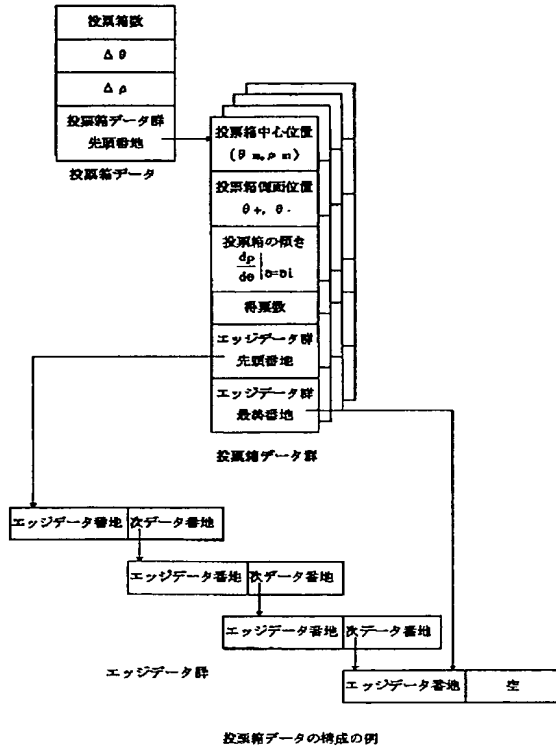 投票箱数
Δ θ
Δ ρ
投票箱データ群
先頭番地
投票箱データ
投票箱中心位置
(θ m, ρ m)
投票箱側面位置
θ +, θ -
投票箱の傾き
dρ
dθ θ=θi
得票数
エッジデータ群
先頭番地
エッジデータ群
最終番地
投票箱データ群
エッジデータ番地 次データ番地
エッジデータ番地 次データ番地
エッジデータ番地 次データ番地
エッジデータ群
エッジデータ番地 空
投票箱データの構成の例